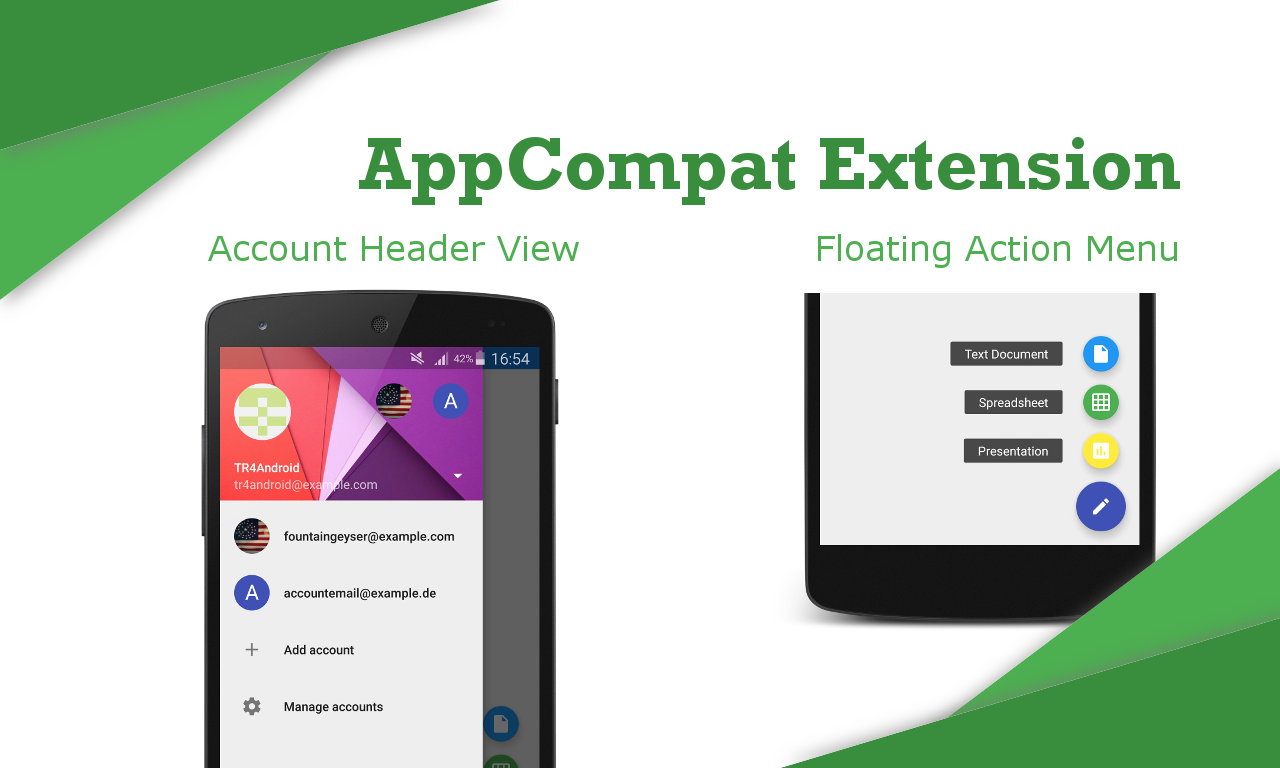 AppCompat Extension
Account Header View
Floating Action Menu
42% 16:54
A
TR4Android
tr4android@example.com
fountaingeyser@example.com
A accountemail@example.de
Add account
Manage accounts
Text Document
Spreadsheet
Presentation